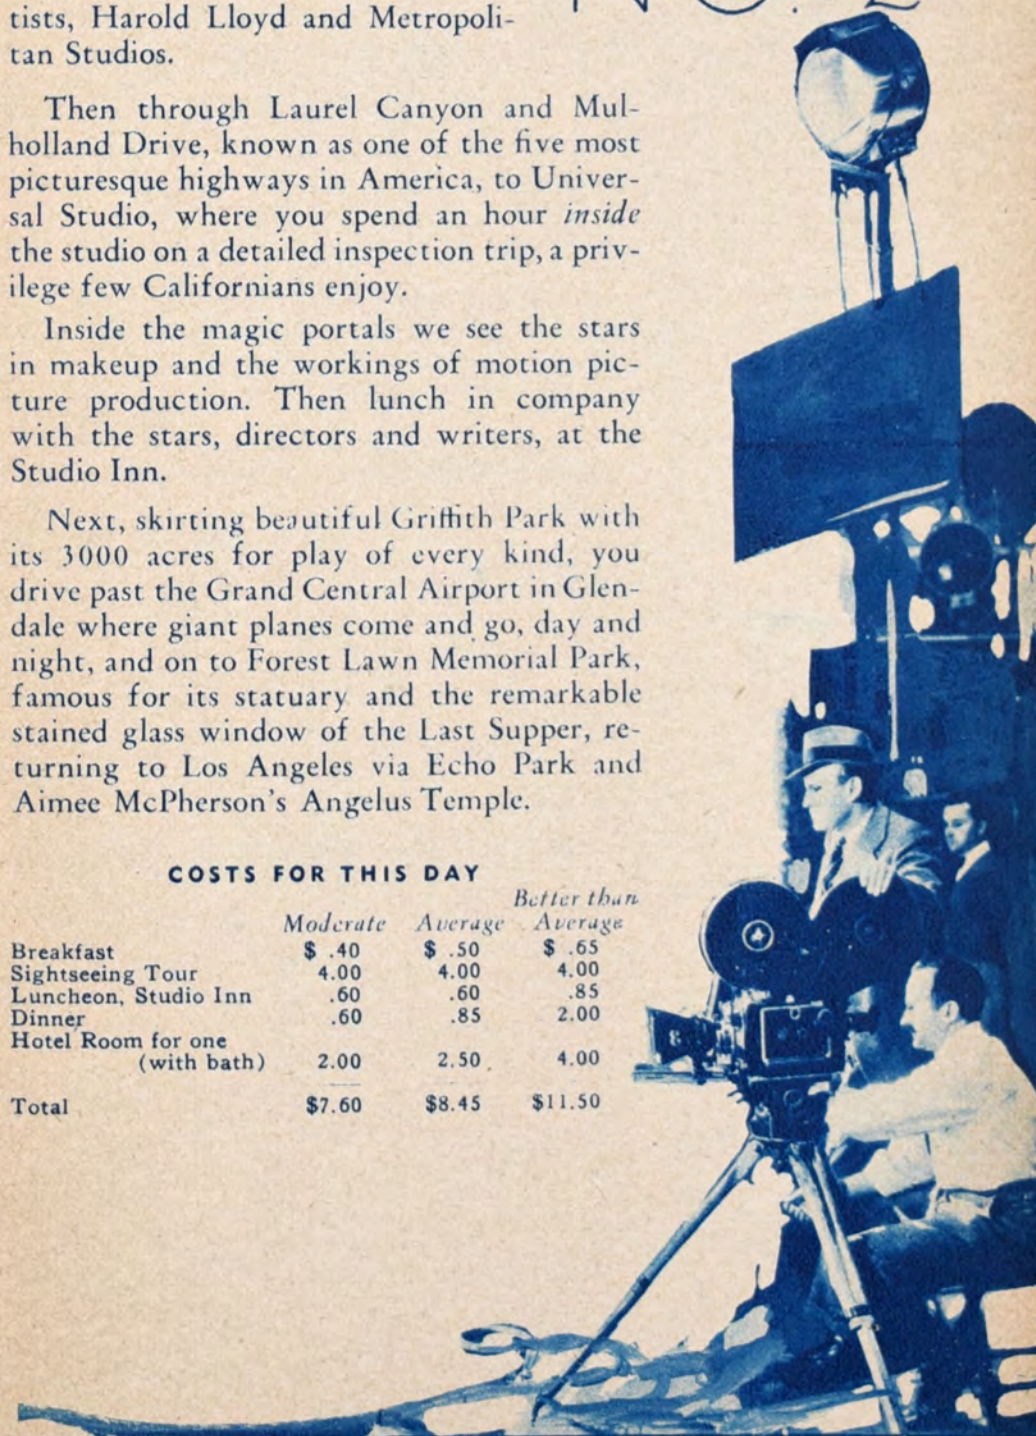 tists, Harold Lloyd and Metropoli-
tan Studios.
No. 2
Then through Laurel Canyon and Mul-
holland Drive, known as one of the five most
picturesque highways in America, to Univer-
sal Studio, where you spend an hour inside
the studio on a detailed inspection trip, a priv-
ilege few Californians enjoy.
Inside the magic portals we see the stars
in makeup and the workings of motion pic-
ture production. Then lunch in company
with the stars, directors and writers, at the
Studio Inn.
Next, skirting beautiful Griffith Park with
its 3000 acres for play of every kind, you
drive past the Grand Central Airport in Glen-
dale where giant planes come and go, day and
night, and on to Forest Lawn Memorial Park,
famous for its statuary and the remarkable
stained glass window of the Last Supper, re-
turning to Los Angeles via Echo Park and
Aimee McPherson's Angelus Temple.
COSTS FOR THIS DAY
Better than
Moderate Average Average
Breakfast $ .40 $ .50 $ .65
Sightseeing Tour 4.00 4.00 4.00
Luncheon, Studio Inn .60 .60 .85
Dinner .60 .85 2.00
Hotel Room for one
(with bath) 2.00 2.50 4.00
Total $7.60 $8.45 $11.50